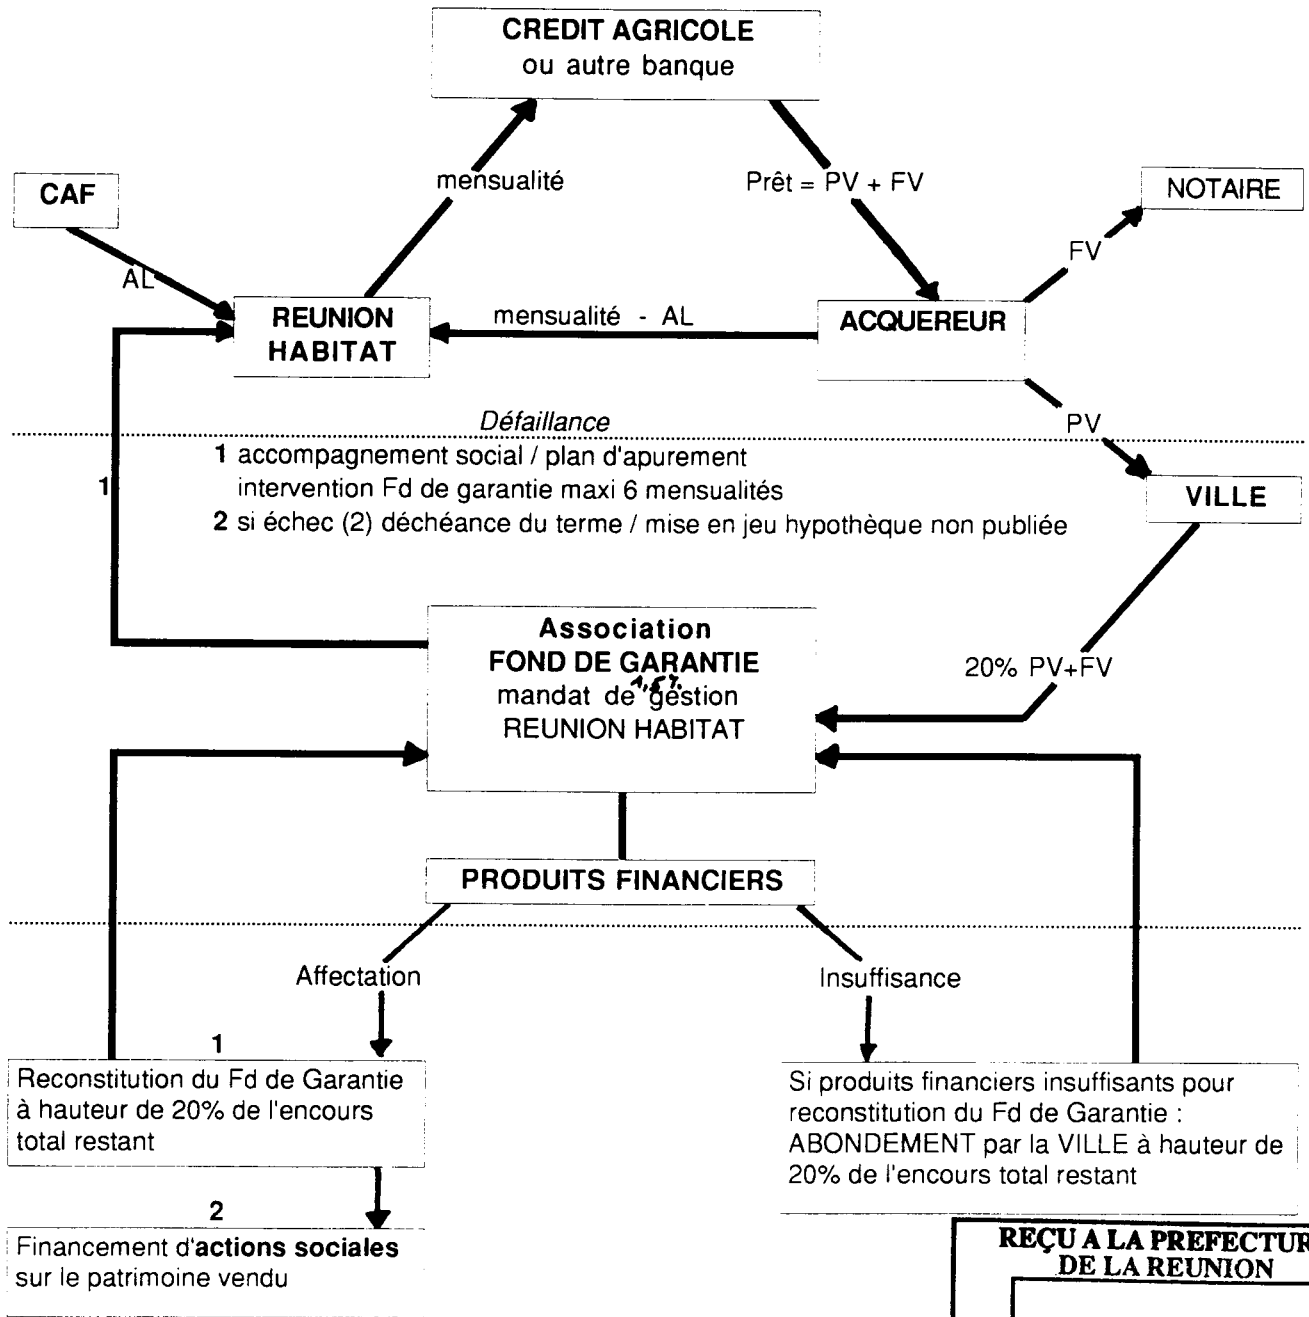 CREDIT AGRICOLE
ou autre banque
mensualité
Prêt = PV + FV
CAF
NOTAIRE
AL
FV
REUNION
HABITAT
mensualité - AL
ACQUEREUR
Défaillance
PV
1 accompagnement social / plan d'apurement
intervention Fd de garantie maxi 6 mensualités
2 si échec (2) déchéance du terme / mise en jeu hypothèque non publiée
1
VILLE
Association
FOND DE GARANTIE
1,5%
mandat de gestion
REUNION HABITAT
20% PV+FV
PRODUITS FINANCIERS
Affectation
Insuffisance
1
Reconstitution du Fd de Garantie
à hauteur de 20% de l'encours
total restant
Si produits financiers insuffisants pour
reconstitution du Fd de Garantie :
ABONDEMENT par la VILLE à hauteur de
20% de l'encours total restant
2
Financement d'actions sociales
sur le patrimoine vendu
REÇU A LA PREFECTUR
DE LA REUNION